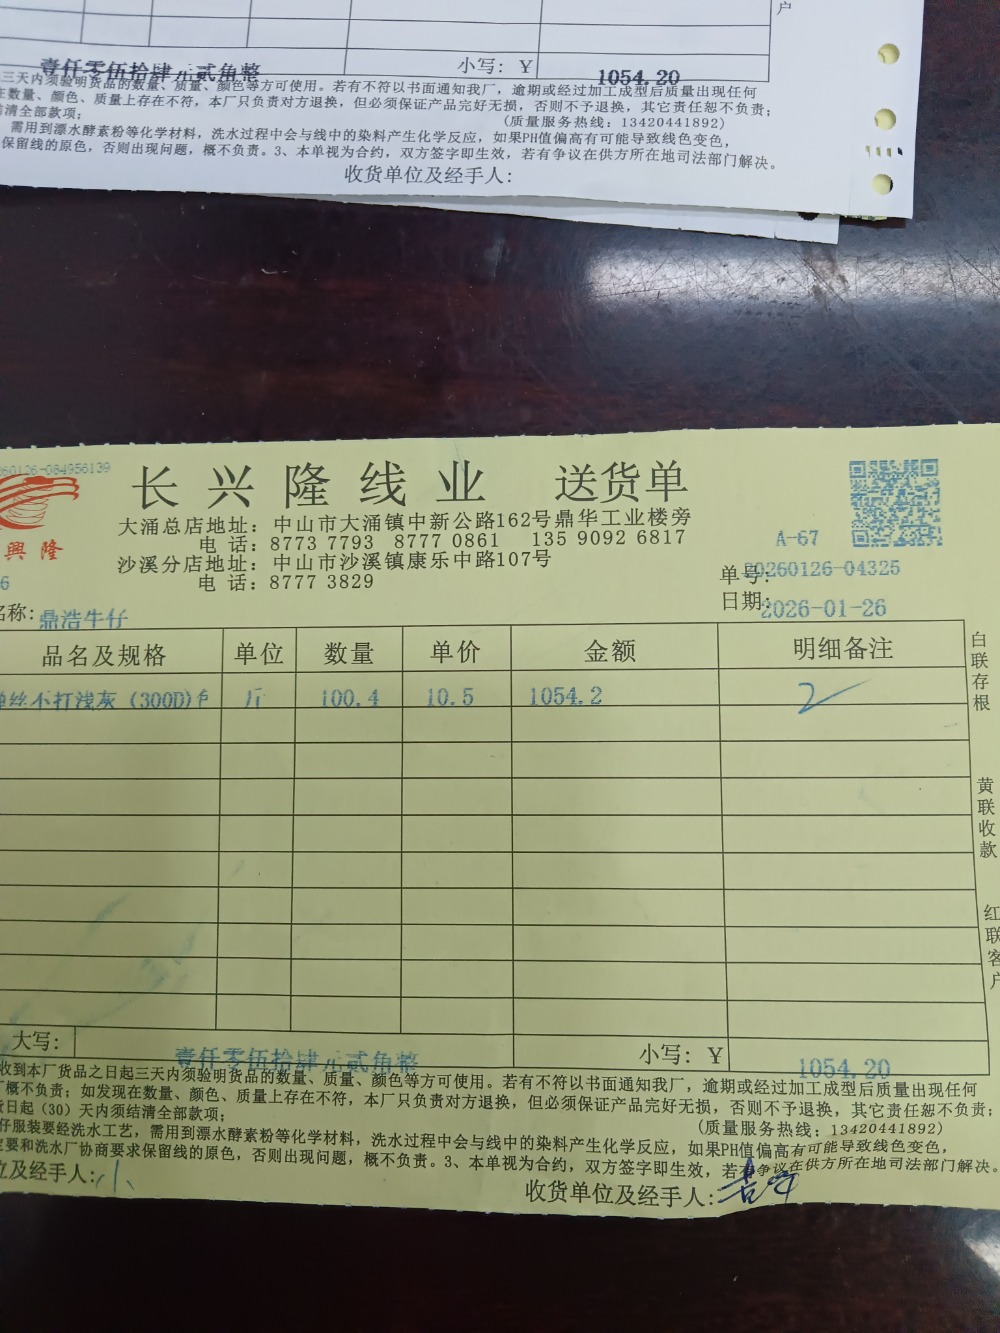 户
壹仟零伍拾肆元贰角整
小写：￥ 1054.20
三天内须验明货品的数量、质量、颜色等方可使用。若有不符以书面通知我厂，逾期或经过加工成型后质量出现任何
数量、颜色、质量上存在不符，本厂只负责对方退换，但必须保证产品完好无损，否则不予退换，其它责任恕不负责；
清全部款项；
（质量服务热线：13420441892）
需用到漂水酵素粉等化学材料，洗水过程中会与线中的染料产生化学反应，如果PH值偏高有可能导致线色变色，
保留线的原色，否则出现问题，概不负责。3、本单视为合约，双方签字即生效，若有争议在供方所在地司法部门解决。
收货单位及经手人：
60126-084956139
长兴隆线业 送货单
興隆
大涌总店地址：中山市大涌镇中新公路162号鼎华工业楼旁
电 话：8773 7793 8777 0861 135 9092 6817
沙溪分店地址：中山市沙溪镇康乐中路107号
电 话：8777 3829
A-67
单号：20260126-04325
日期：2026-01-26
6
名称：鼎浩牛仔
品名及规格 单位 数量 单价 金额 明细备注
丝不打浅灰（300D) 斤 100.4 10.5 1054.2 2
白联存根
黄联收款
红联客户
大写：壹仟零伍拾肆元贰角整 小写：￥ 1054.20
收到本厂货品之日起三天内须验明货品的数量、质量、颜色等方可使用。若有不符以书面通知我厂，逾期或经过加工成型后质量出现任何
概不负责；如发现在数量、颜色、质量上存在不符，本厂只负责对方退换，但必须保证产品完好无损，否则不予退换，其它责任恕不负责；
日起（30）天内须结清全部款项；
（质量服务热线：13420441892）
仔服装要经洗水工艺，需用到漂水酵素粉等化学材料，洗水过程中会与线中的染料产生化学反应，如果PH值偏高有可能导致线色变色，
要和洗水厂协商要求保留线的原色，否则出现问题，概不负责。3、本单视为合约，双方签字即生效，若有争议在供方所在地司法部门解决。
位及经手人：小
收货单位及经手人：